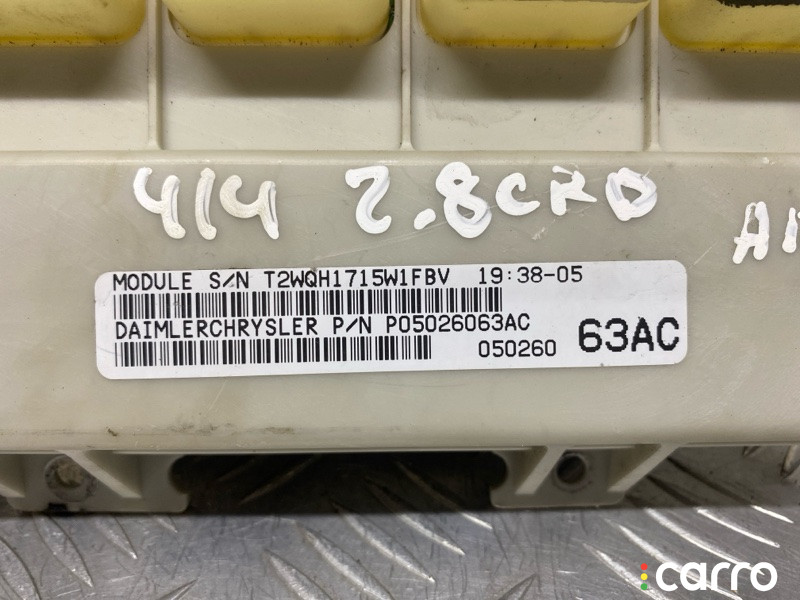 414 2.8CRD
MODULE S/N T2WQH1715W1FBV 19:38-05
DAIMLERCHRYSLER P/N P05026063AC
050260 63AC
carro